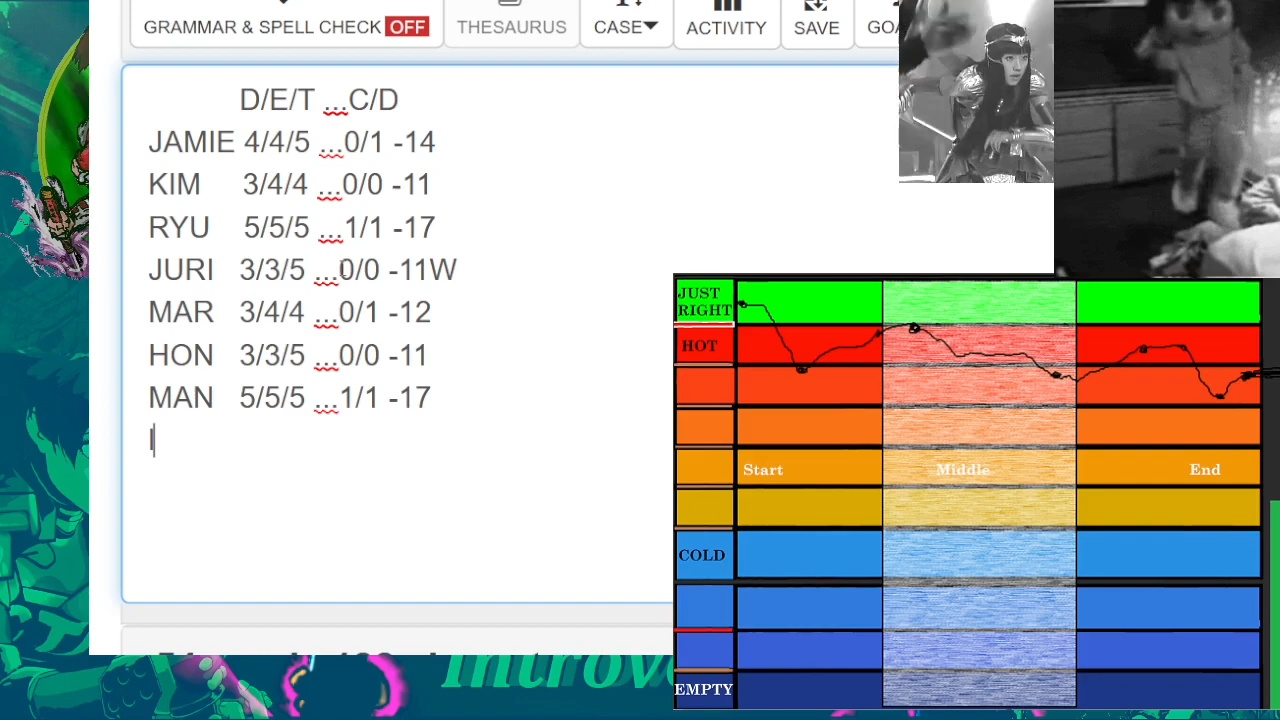 GRAMMAR & SPELL CHECK OFF
THESAURUS
CASE
ACTIVITY
SAVE
D/E/T ...C/D
JAMIE 4/4/5 ...0/1 -14
KIM 3/4/4 ...0/0 -11
RYU 5/5/5 ...1/1 -17
JURI 3/3/5 ...0/0 -11W
MAR 3/4/4 ...0/1 -12
HON 3/3/5 ...0/0 -11
MAN 5/5/5 ...1/1 -17
JUST
RIGHT
HOT
Start
Middle
End
COLD
EMPTY